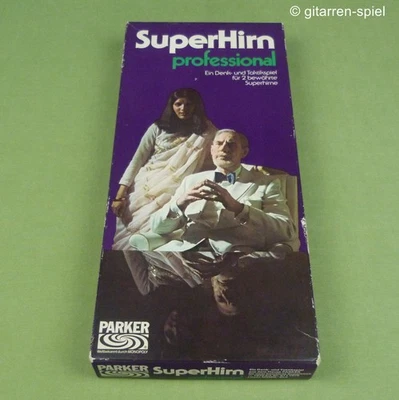 © gitarren-spiel
SuperHirn
professional
Ein Denk- und Taktikspiel
für 2 bewährte
Superhirne
PARKER
PARKER
SuperHirn